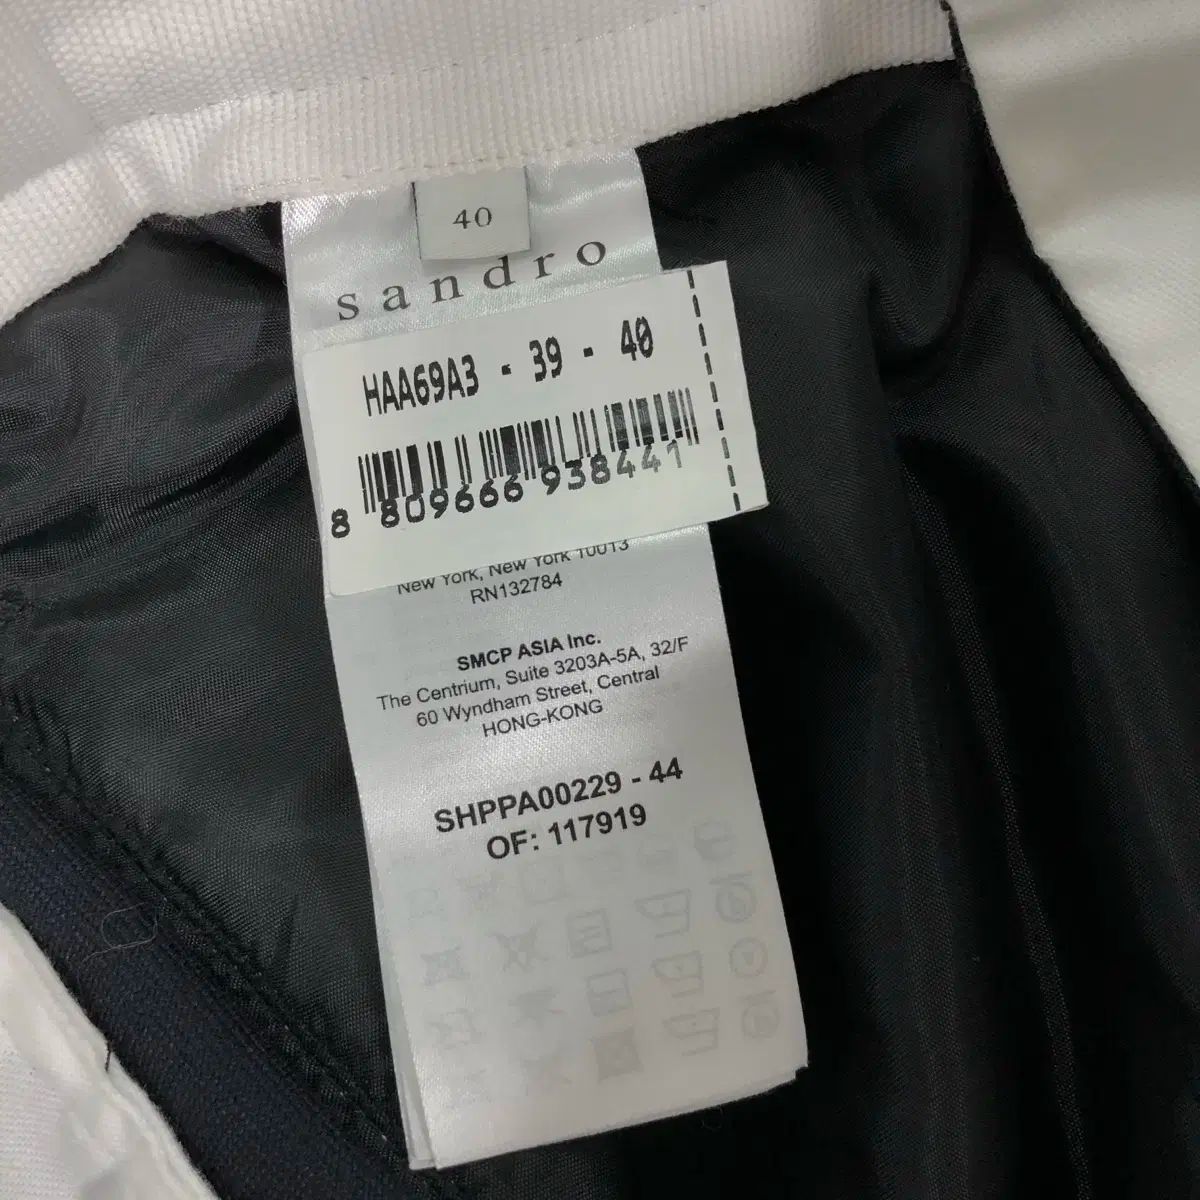 40
sandro
HAA69A3 - 39 - 40
8 809666 938441
New York, New York 10013
RN132784
SMCP ASIA Inc.
The Centrium, Suite 3203A-5A, 32/F
60 Wyndham Street, Central
HONG-KONG
SHPPA00229 - 44
OF: 117919